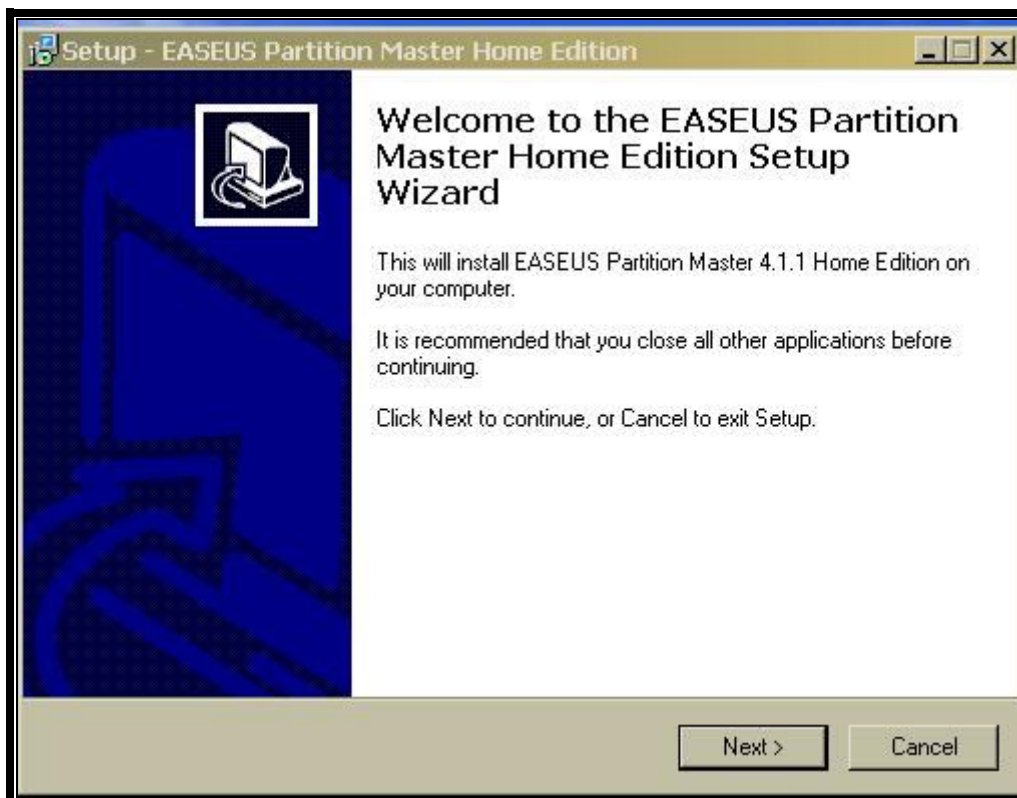 Setup - EASEUS Partition Master Home Edition
Welcome to the EASEUS Partition
Master Home Edition Setup
Wizard
This will install EASEUS Partition Master 4.1.1 Home Edition on
your computer.
It is recommended that you close all other applications before
continuing.
Click Next to continue, or Cancel to exit Setup.
Next >
Cancel